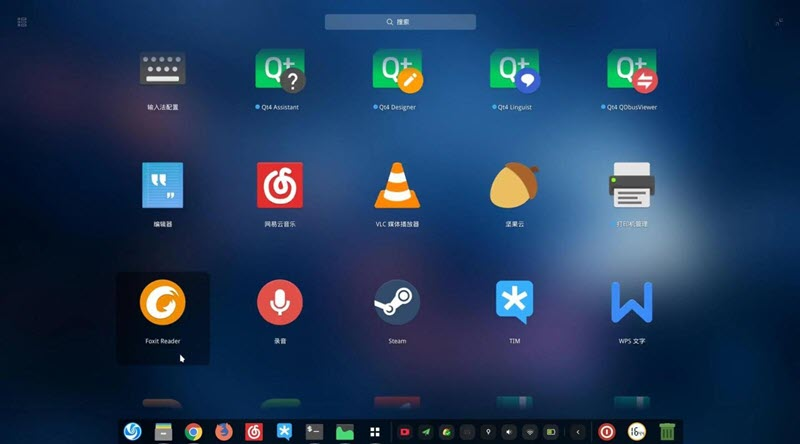 搜索
输入法配置
Qt4 Assistant
Qt4 Designer
Qt4 Linguist
Qt4 QDbusViewer
编辑器
网易云音乐
VLC 媒体播放器
坚果云
打印机管理
Foxit Reader
录音
Steam
TIM
WPS 文字